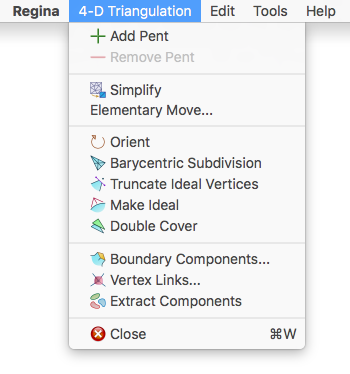 Regina 4-D Triangulation Edit Tools Help
Add Pent
Remove Pent
Simplify
Elementary Move...
Orient
Barycentric Subdivision
Truncate Ideal Vertices
Make Ideal
Double Cover
Boundary Components...
Vertex Links...
Extract Components
Close ⌘W